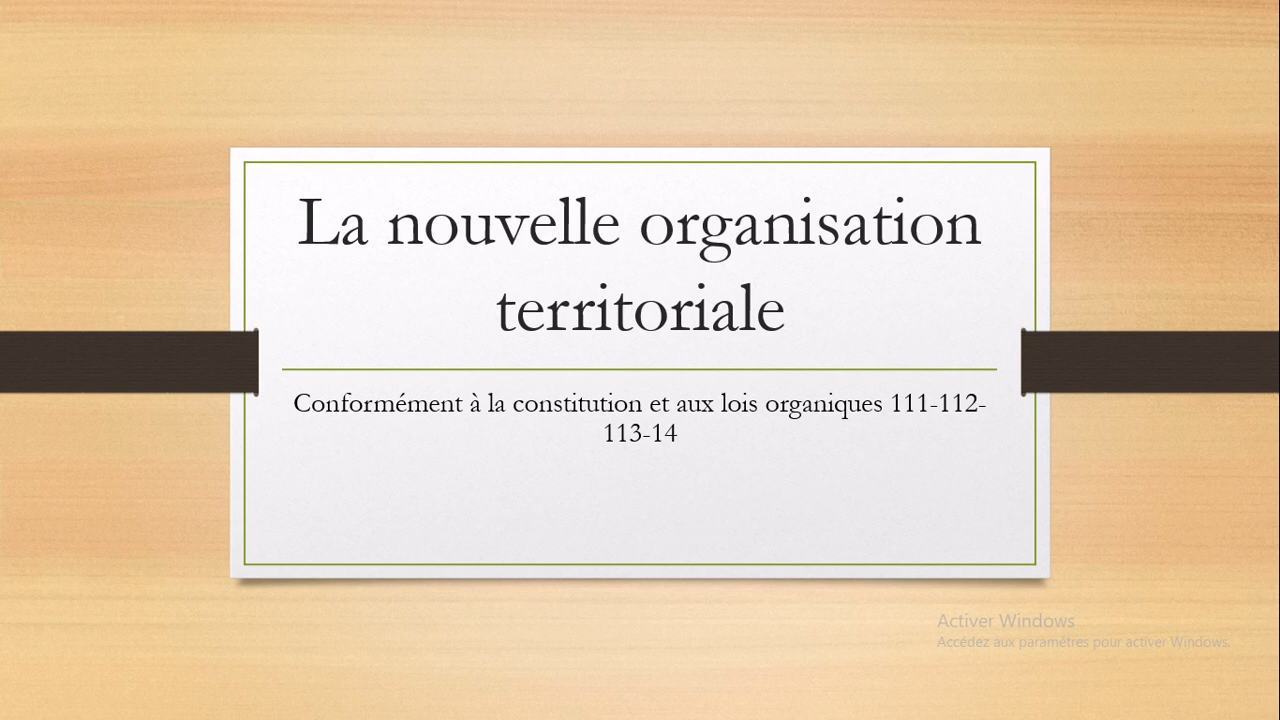 La nouvelle organisation
territoriale
Conformément à la constitution et aux lois organiques 111-112-
113-14
Activer Windows
Accédez aux paramètres pour activer Windows.